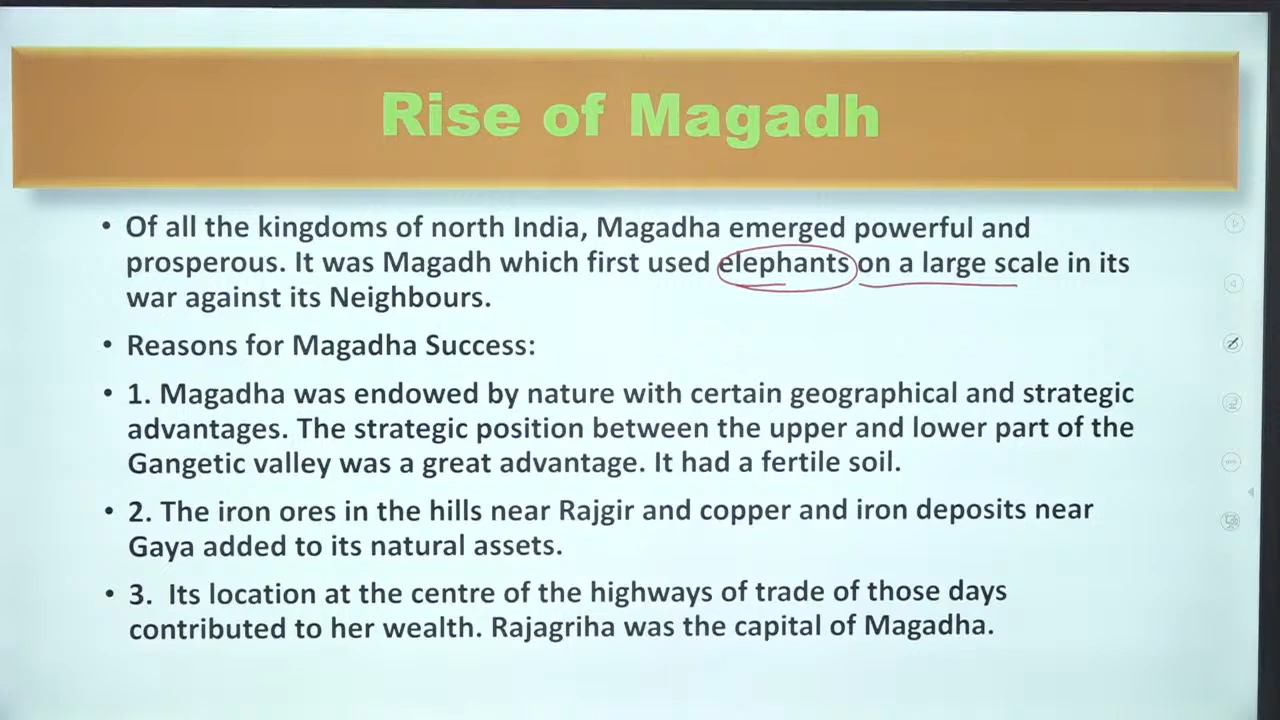 Rise of Magadh
• Of all the kingdoms of north India, Magadha emerged powerful and
prosperous. It was Magadh which first used elephants on a large scale in its
war against its Neighbours.
• Reasons for Magadha Success:
• 1. Magadha was endowed by nature with certain geographical and strategic
advantages. The strategic position between the upper and lower part of the
Gangetic valley was a great advantage. It had a fertile soil.
• 2. The iron ores in the hills near Rajgir and copper and iron deposits near
Gaya added to its natural assets.
• 3.  Its location at the centre of the highways of trade of those days
contributed to her wealth. Rajagriha was the capital of Magadha.